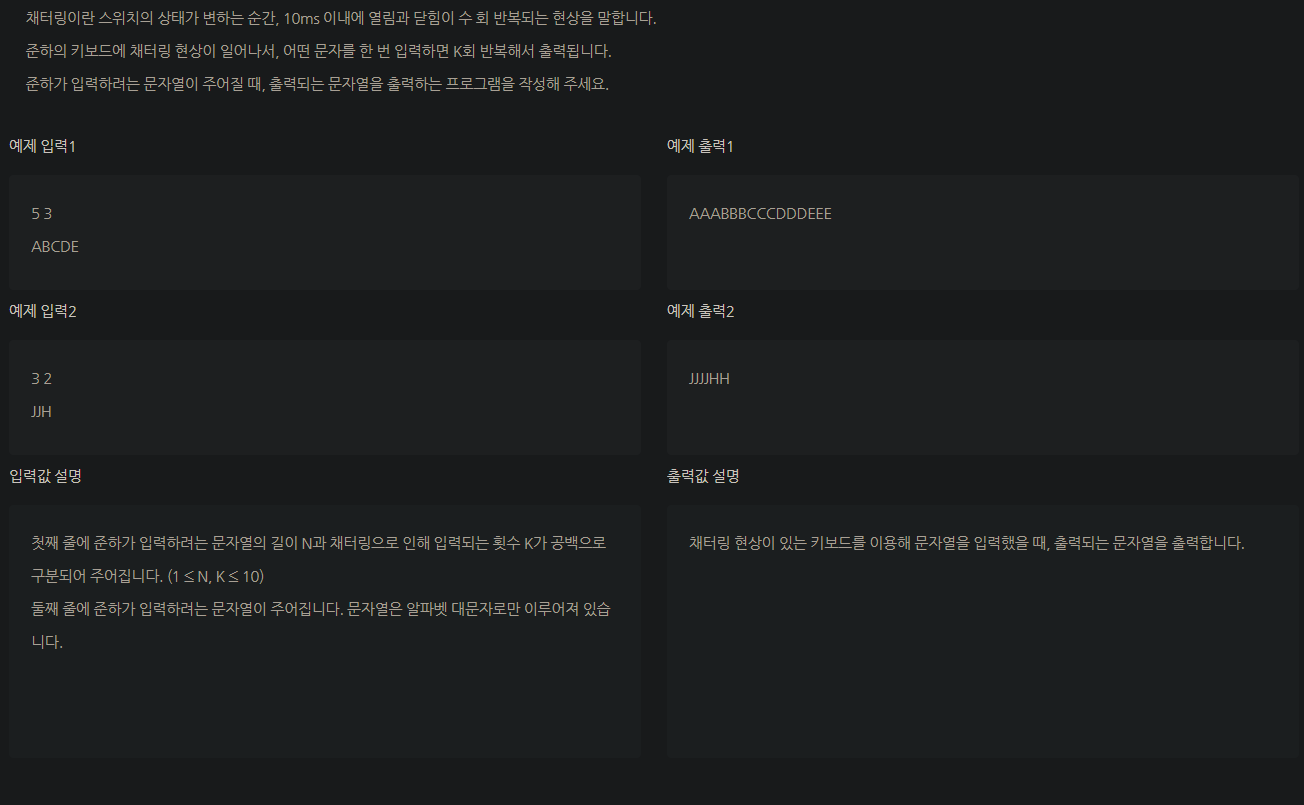 채터링이란 스위치의 상태가 변하는 순간, 10ms 이내에 열림과 닫힘이 수 회 반복되는 현상을 말합니다.
준하의 키보드에 채터링 현상이 일어나서, 어떤 문자를 한 번 입력하면 K회 반복해서 출력됩니다.
준하가 입력하려는 문자열이 주어질 때, 출력되는 문자열을 출력하는 프로그램을 작성해 주세요.
예제 입력1
5 3
ABCDE
예제 출력1
AAABBBCCCDDDEEE
예제 입력2
3 2
JJH
예제 출력2
JJJJHH
입력값 설명
첫째 줄에 준하가 입력하려는 문자열의 길이 N과 채터링으로 인해 입력되는 횟수 K가 공백으로
구분되어 주어집니다. (1 ≤ N, K ≤ 10)
둘째 줄에 준하가 입력하려는 문자열이 주어집니다. 문자열은 알파벳 대문자로만 이루어져 있습
니다.
출력값 설명
채터링 현상이 있는 키보드를 이용해 문자열을 입력했을 때, 출력되는 문자열을 출력합니다.